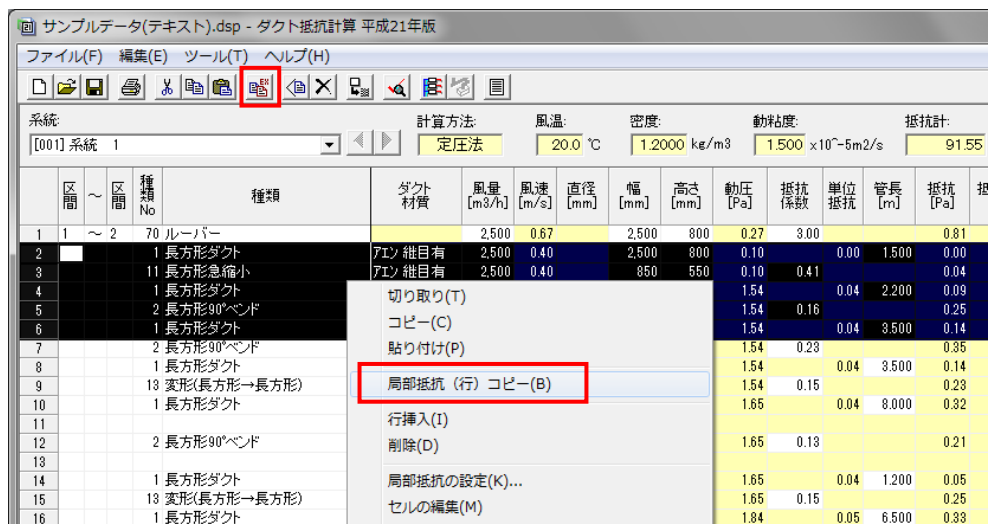 サンプルデータ(テキスト).dsp - ダクト抵抗計算 平成21年版
ファイル(F) 編集(E) ツール(T) ヘルプ(H)
系統: 計算方法: 風温: 密度: 動粘度: 抵抗計:
[001] 系統 1 定圧法 20.0 ℃ 1.2000 kg/m3 1.500 x10^-5m2/s 91.55
区間 ～ 区間 種類No 種類 ダクト材質 風量[m3/h] 風速[m/s] 直径[mm] 幅[mm] 高さ[mm] 動圧[Pa] 抵抗係数 単位抵抗 管長[m] 抵抗[Pa]
1 1 ～ 2 70 ルーバー 2,500 0.67 2,500 800 0.27 3.00 0.81
2 1 長方形ダクト アエン 継目有 2,500 0.40 2,500 800 0.10 0.00 1.500 0.00
3 11 長方形急縮小 アエン 継目有 2,500 0.40 850 550 0.10 0.41 0.04
4 1 長方形ダクト 1.54 0.04 2.200 0.09
5 2 長方形90°ベンド 1.54 0.16 0.25
6 1 長方形ダクト 1.54 0.04 3.500 0.14
7 2 長方形90°ベンド 1.54 0.23 0.35
8 1 長方形ダクト 1.54 0.04 3.500 0.14
9 13 変形(長方形→長方形) 1.54 0.15 0.23
10 1 長方形ダクト 1.65 0.04 8.000 0.32
11
12 2 長方形90°ベンド 1.65 0.13 0.21
13
14 1 長方形ダクト 1.65 0.04 1.200 0.05
15 13 変形(長方形→長方形) 1.65 0.15 0.25
16 1 長方形ダクト 1.84 0.05 6.500 0.33
切り取り(T)
コピー(C)
貼り付け(P)
局部抵抗（行）コピー(B)
行挿入(I)
削除(D)
局部抵抗の設定(K)...
セルの編集(M)